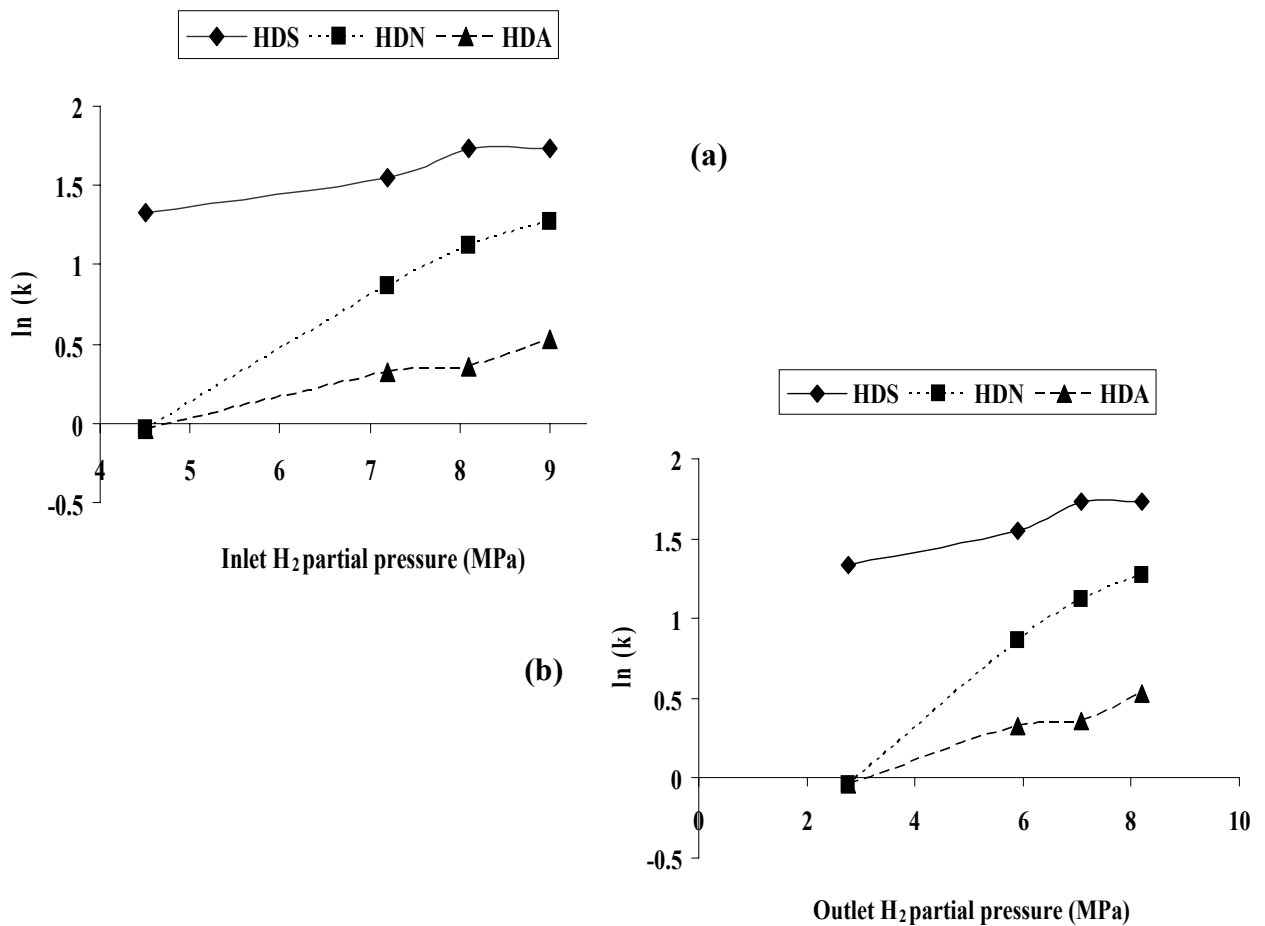 HDS HDN HDA
2
1.5
1
0.5
0
-0.5
ln (k)
4 5 6 7 8 9
Inlet H₂ partial pressure (MPa)
(a)
HDS HDN HDA
2
1.5
1
0.5
0
-0.5
ln (k)
0 2 4 6 8 10
Outlet H₂ partial pressure (MPa)
(b)